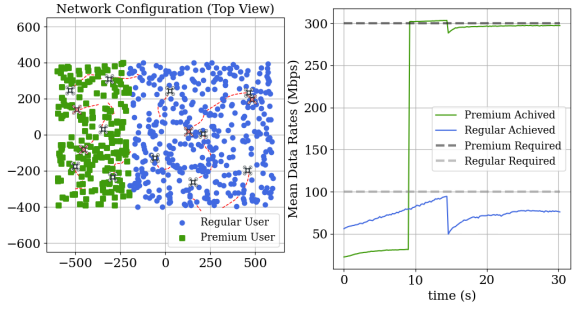 Network Configuration (Top View)
600
400
200
0
−200
−400
−600
−500
−250
0
250
500
Regular User
Premium User
Mean Data Rates (Mbps)
300
250
200
150
100
50
0
10
20
30
time (s)
Premium Achived
Regular Achieved
Premium Required
Regular Required